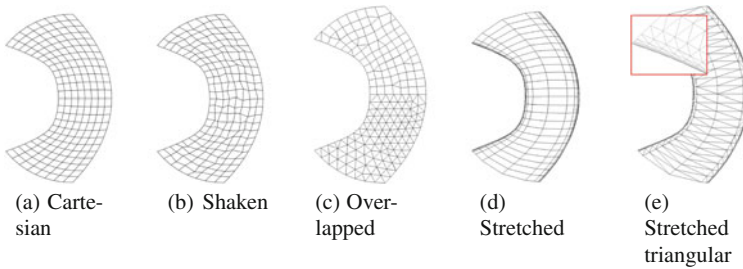 (a) Carte-
sian
(b) Shaken
(c) Over-
lapped
(d)
Stretched
(e)
Stretched
triangular